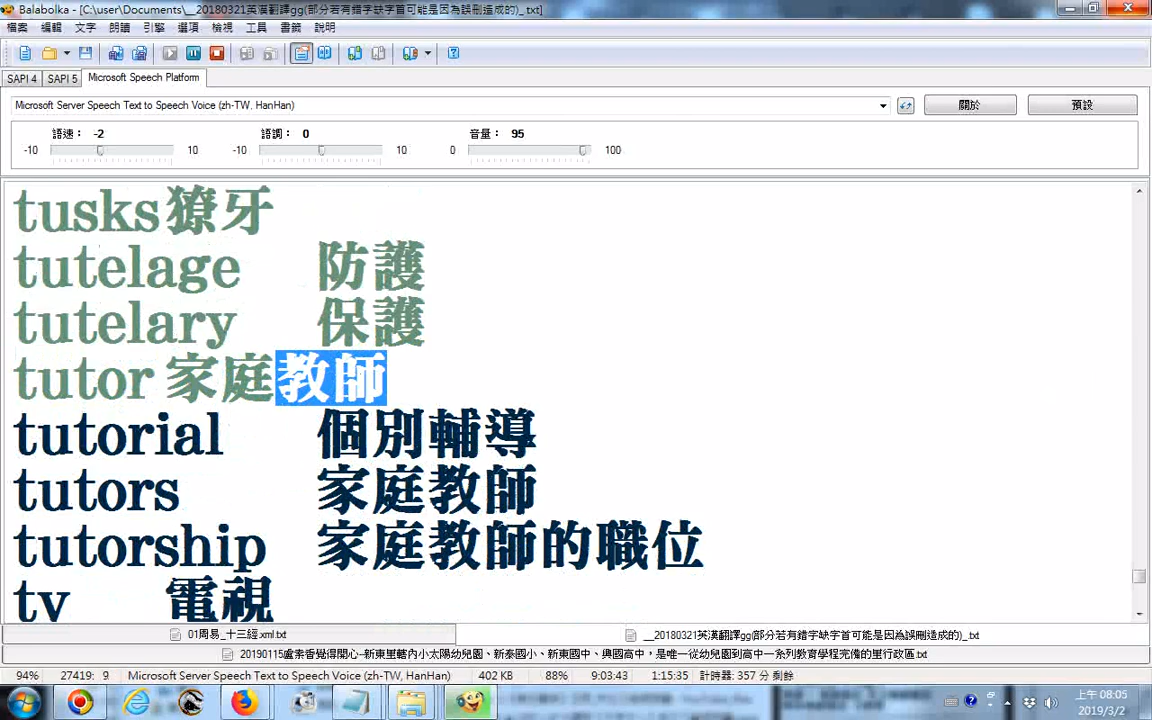 Balabolka - [C:\user\Documents\__20180321英漢翻譯gg(部分若有錯字缺字首可能是因為誤刪造成的)_.txt]
檔案 編輯 文字 朗讀 引擎 選項 檢視 工具 書籤 說明
SAPI 4 SAPI 5 Microsoft Speech Platform
Microsoft Server Speech Text to Speech Voice (zh-TW, HanHan) 關於 預設
語速： -2 語調： 0 音量： 95
-10 10 -10 10 0 100
tusks 獠牙
tutelage 防護
tutelary 保護
tutor 家庭教師
tutorial 個別輔導
tutors 家庭教師
tutorship 家庭教師的職位
tv 電視
01周易_十三經.xml.txt __20180321英漢翻譯gg(部分若有錯字缺字首可能是因為誤刪造成的)_.txt
20190115盧素香覺得開心-新東里轄內小太陽幼兒園、新泰國小、新東國中、興國高中，是唯一從幼兒園到高中一系列教育學程完備的里行政區.txt
94% 27419: 9 Microsoft Server Speech Text to Speech Voice (zh-TW, HanHan) 402 KB 88% 9:03:43 1:15:35 計時器: 357 分 剩餘
上午 08:05
2019/3/2